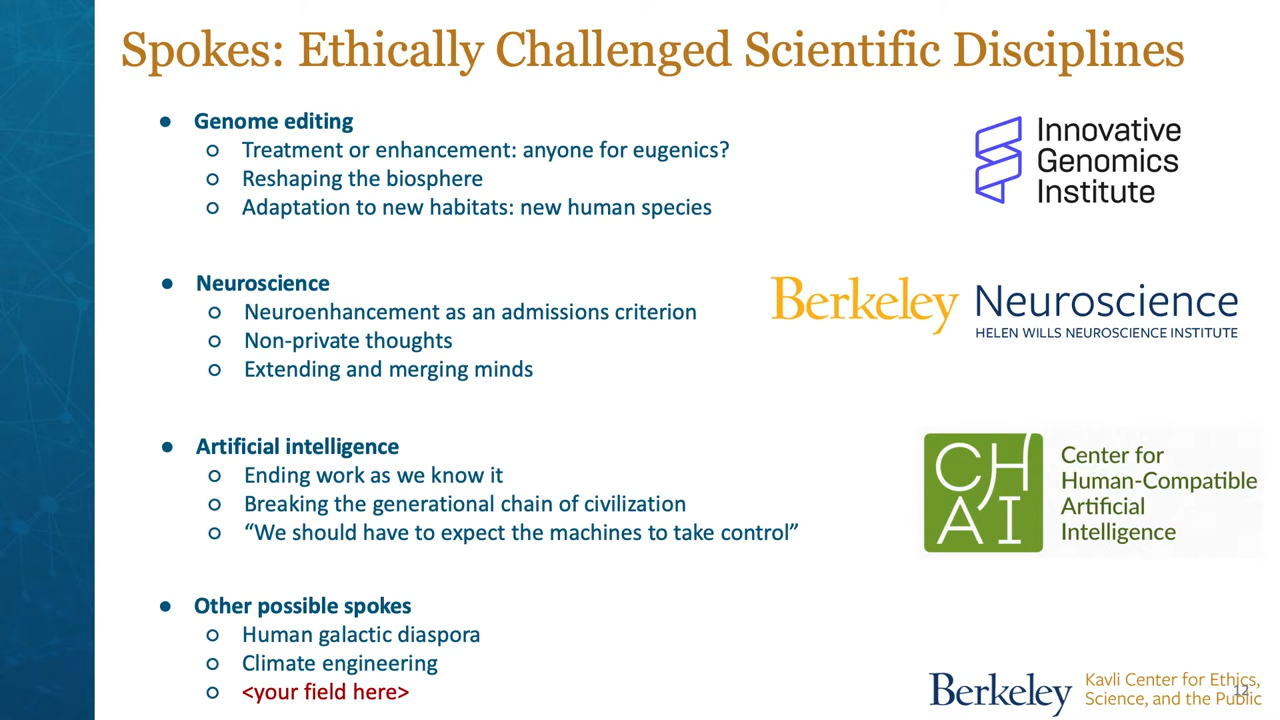 Spokes: Ethically Challenged Scientific Disciplines
● Genome editing
○ Treatment or enhancement: anyone for eugenics?
○ Reshaping the biosphere
○ Adaptation to new habitats: new human species
Innovative
Genomics
Institute
● Neuroscience
○ Neuroenhancement as an admissions criterion
○ Non-private thoughts
○ Extending and merging minds
Berkeley Neuroscience
HELEN WILLS NEUROSCIENCE INSTITUTE
● Artificial intelligence
○ Ending work as we know it
○ Breaking the generational chain of civilization
○ “We should have to expect the machines to take control”
CH
AI
Center for
Human-Compatible
Artificial
Intelligence
● Other possible spokes
○ Human galactic diaspora
○ Climate engineering
○ <your field here>
Berkeley
Kavli Center for Ethics,
Science, and the Public
12